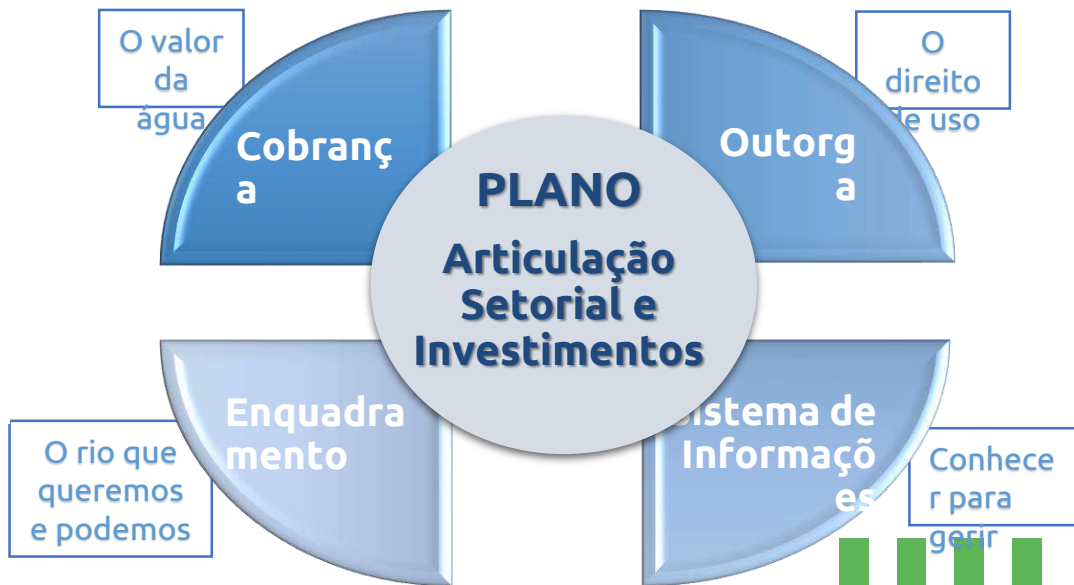 O valor
da
água
Cobranç
a
O
direito
de uso
Outorg
a
PLANO
Articulação
Setorial e
Investimentos
Enquadra
mento
O rio que
queremos
e podemos
Sistema de
Informaçõ
es
Conhece
r para
gerir